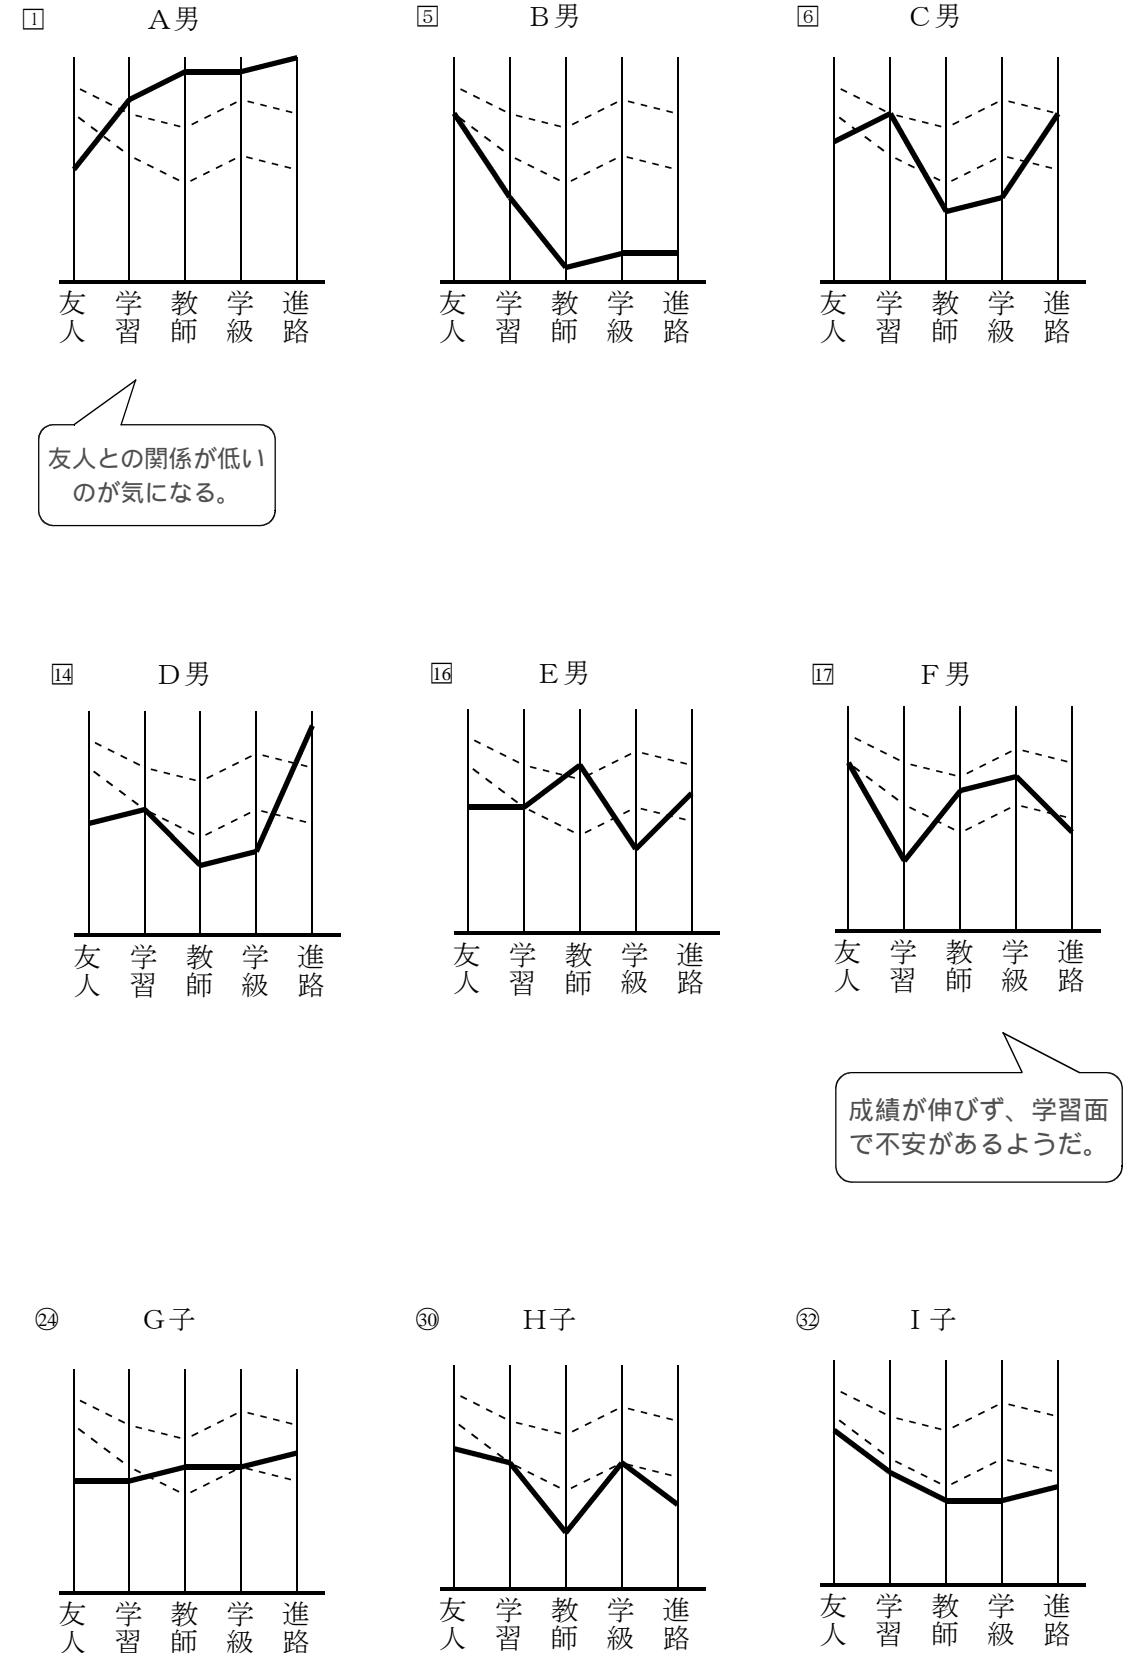 1 A男
友人 学習 教師 学級 進路
友人との関係が低い
のが気になる。
5 B男
友人 学習 教師 学級 進路
6 C男
友人 学習 教師 学級 進路
14 D男
友人 学習 教師 学級 進路
16 E男
友人 学習 教師 学級 進路
17 F男
友人 学習 教師 学級 進路
成績が伸びず、学習面
で不安があるようだ。
㉔ G子
友人 学習 教師 学級 進路
㉚ H子
友人 学習 教師 学級 進路
㉜ I子
友人 学習 教師 学級 進路